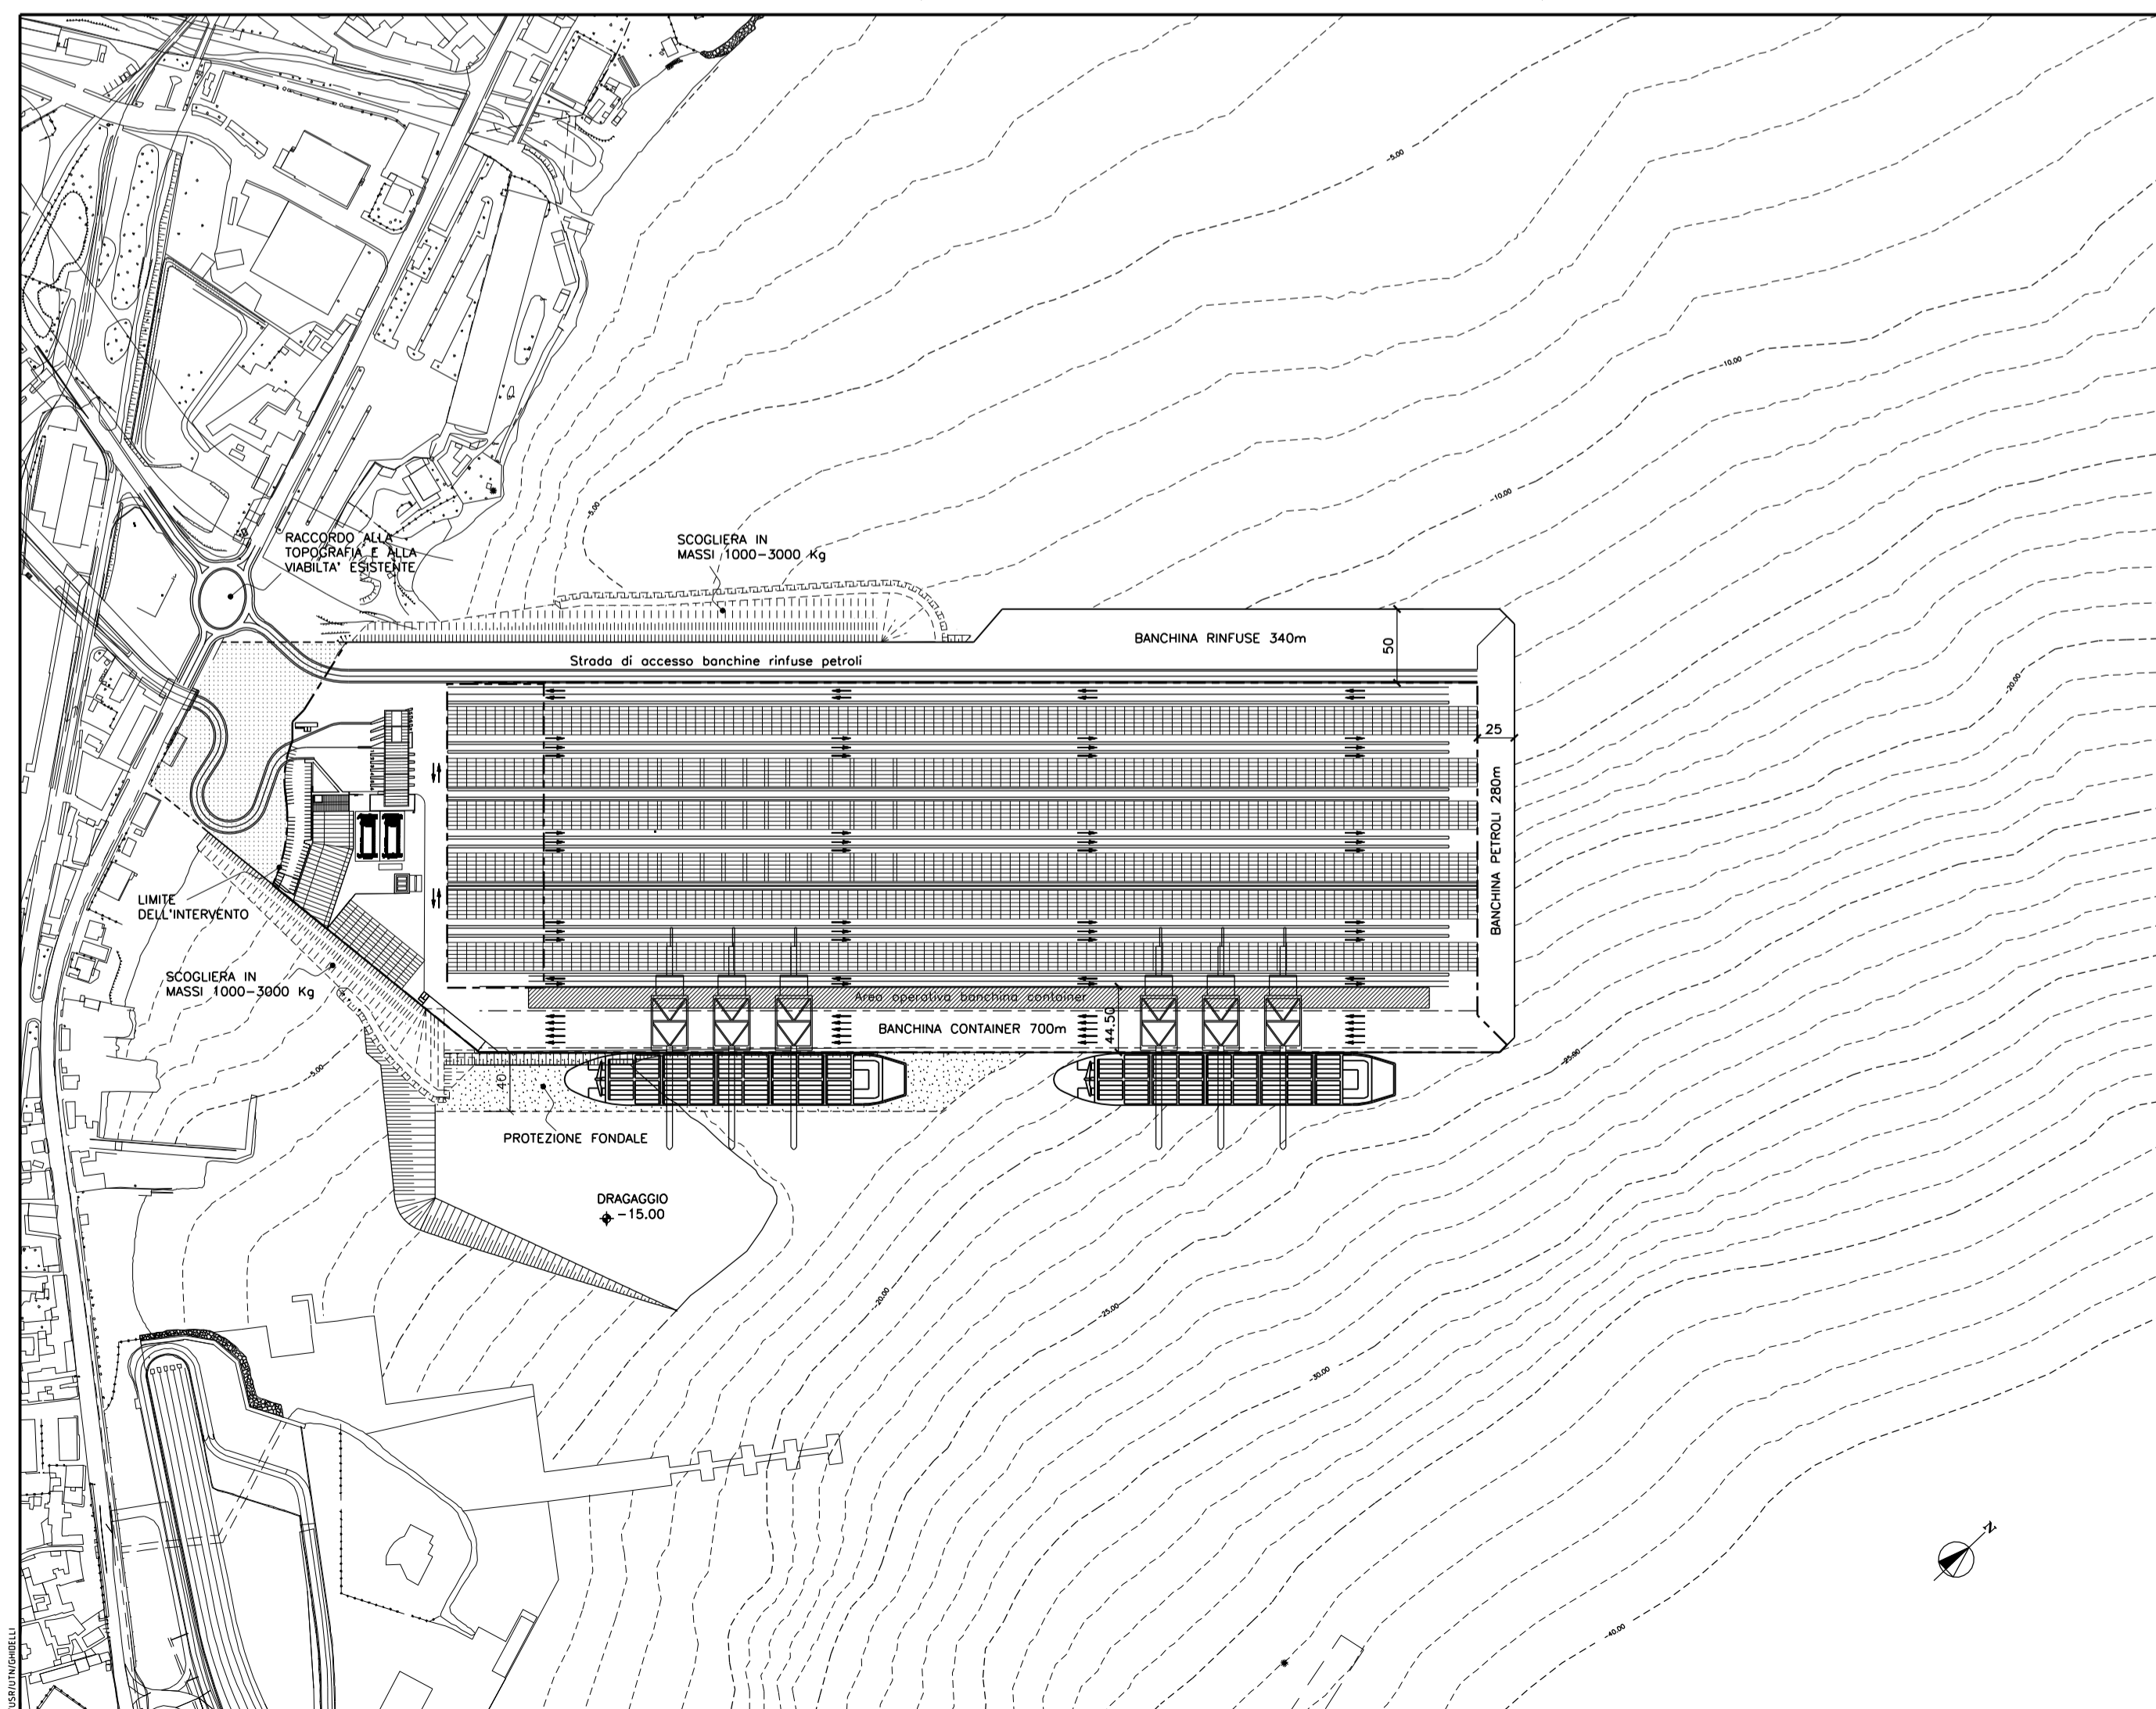 -5.00
-10.00
-10.00
-5.00
RACCORDO ALLA
TOPOGRAFIA E ALLA
VIABILTA' ESISTENTE
SCOGLIERA IN
MASSI 1000-3000 Kg
BANCHINA RINFUSE 340m
50
Strada di accesso banchine rinfuse petroli
-20.00
25
BANCHINA PETROLI 280m
LIMITE
DELL'INTERVENTO
SCOGLIERA IN
MASSI 1000-3000 Kg
Area operativa banchina container
BANCHINA CONTAINER 700m
44.50
-25.00
-5.00
40
PROTEZIONE FONDALE
DRAGAGGIO
-15.00
-20.00
-25.00
-30.00
N
-40.00
USR/UTN/GHIDELLI